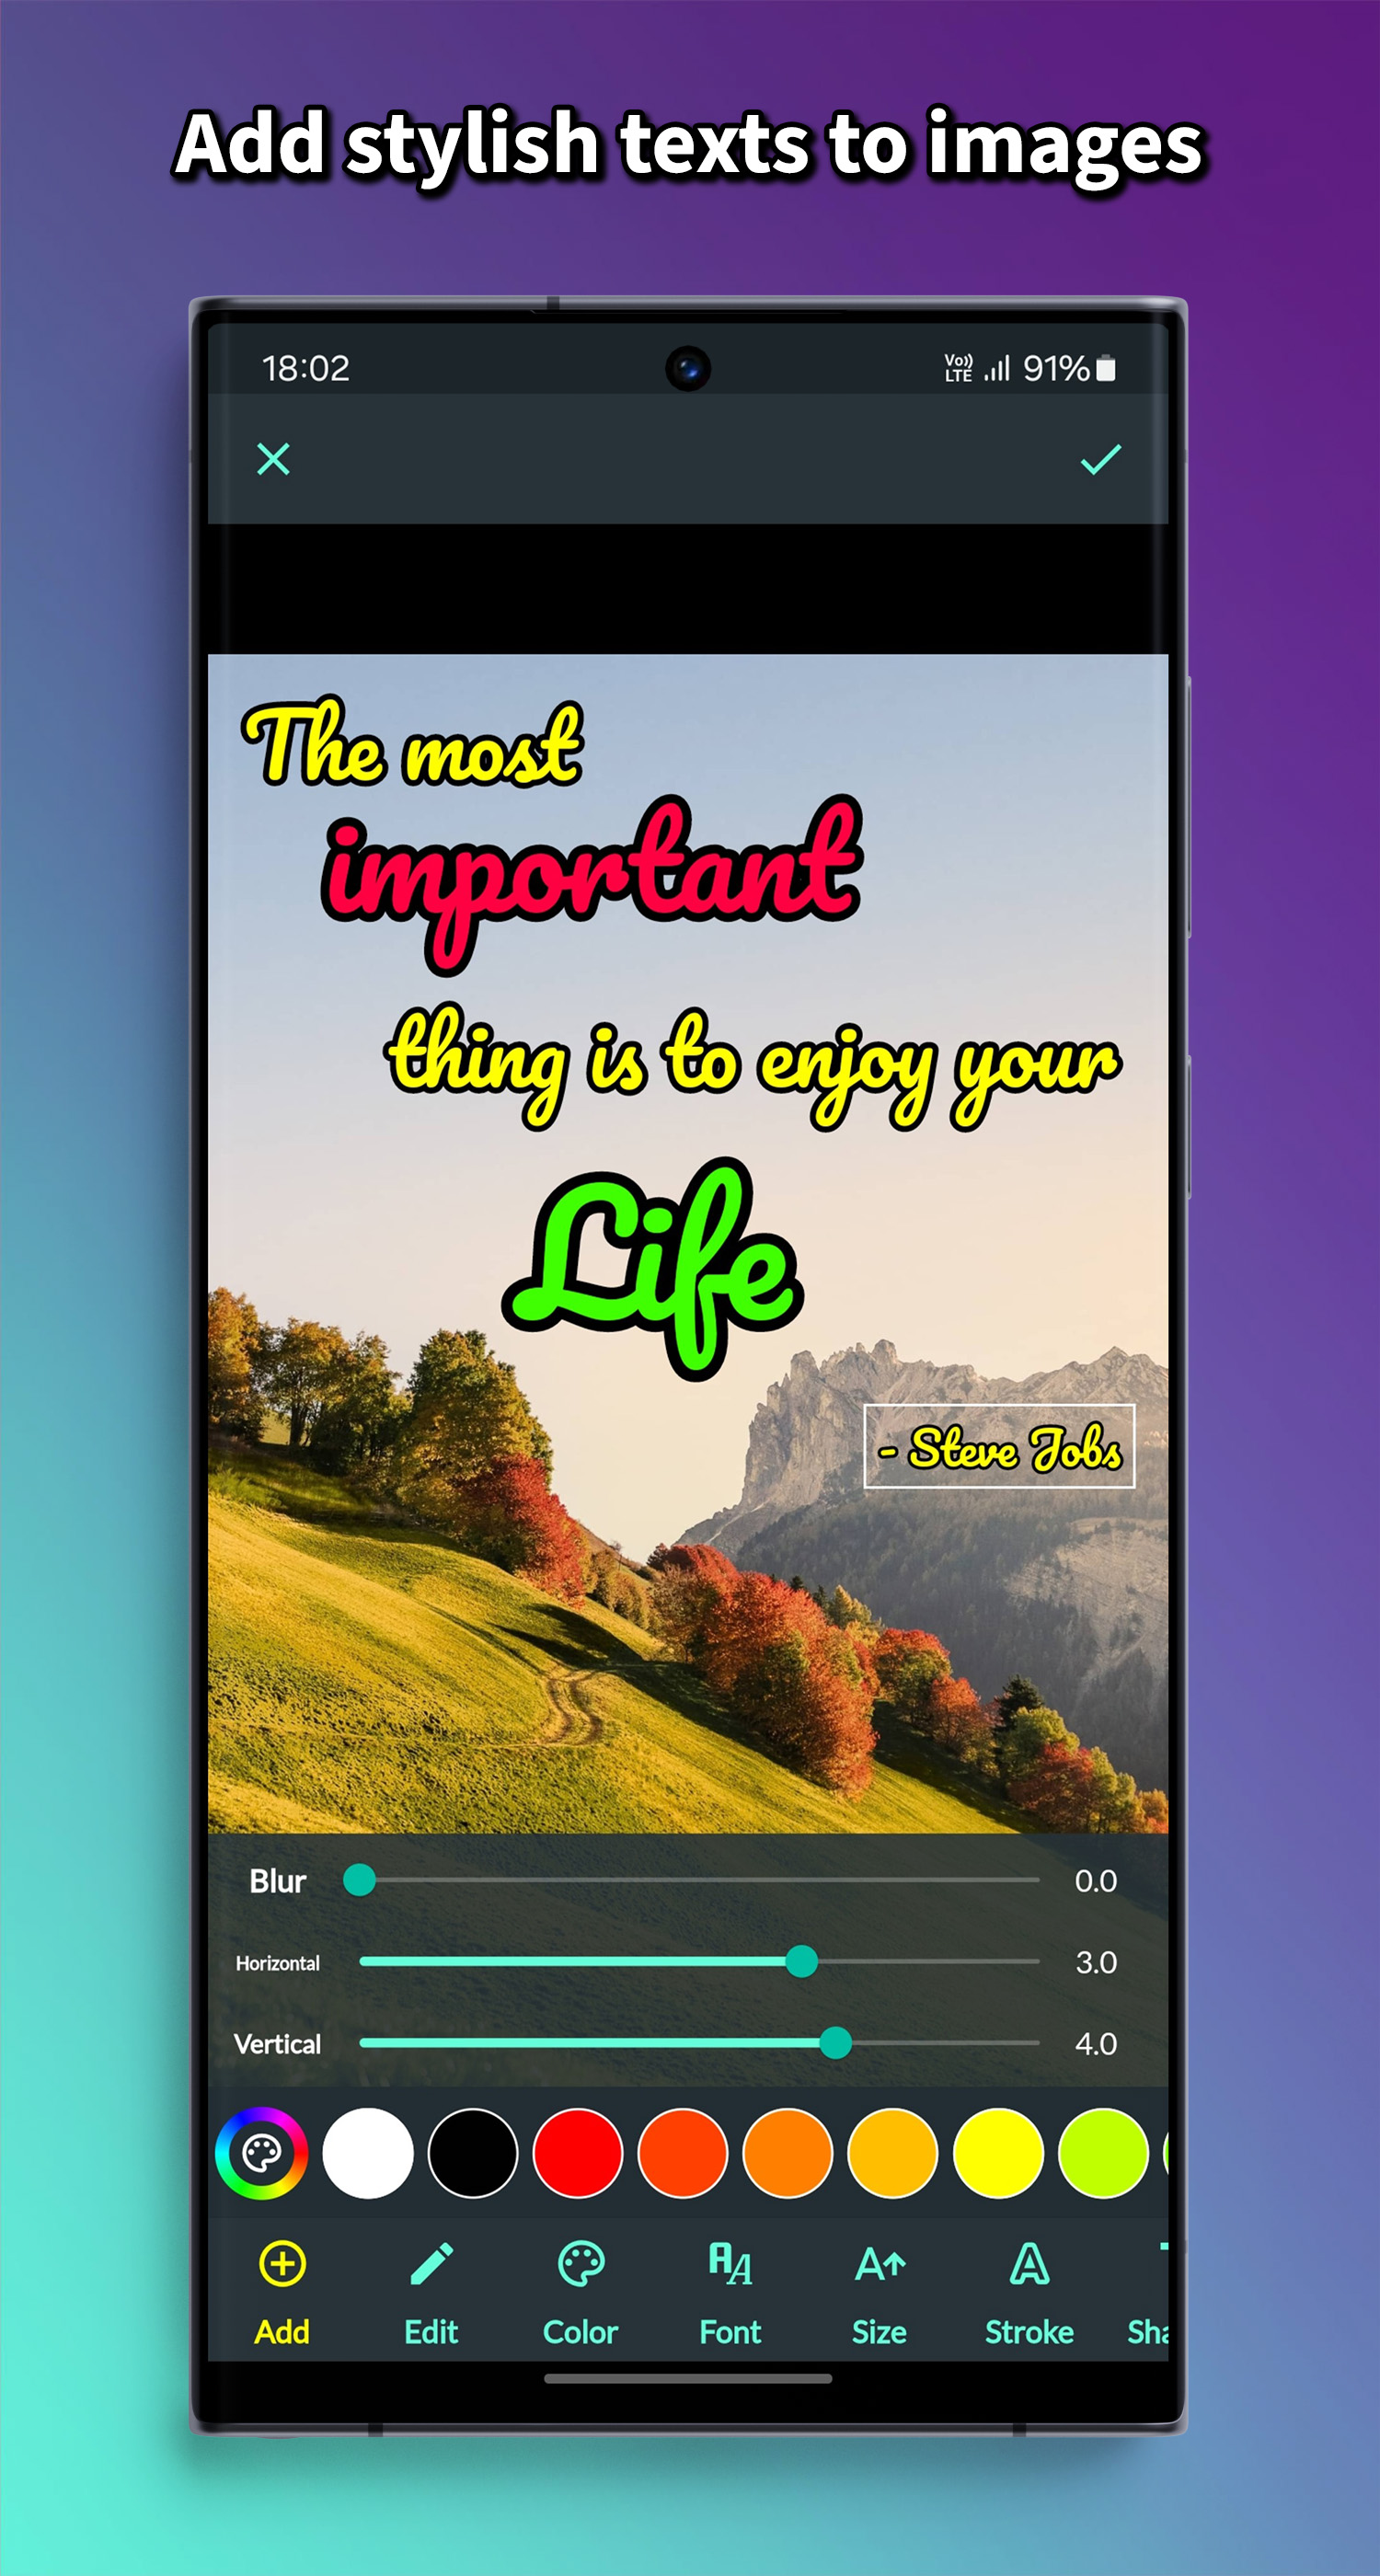 Add stylish texts to images
18:02
Vo))
LTE
91%
The most
important
thing is to enjoy your
Life
- Steve Jobs
Blur 0.0
Horizontal 3.0
Vertical 4.0
Add Edit Color Font Size Stroke